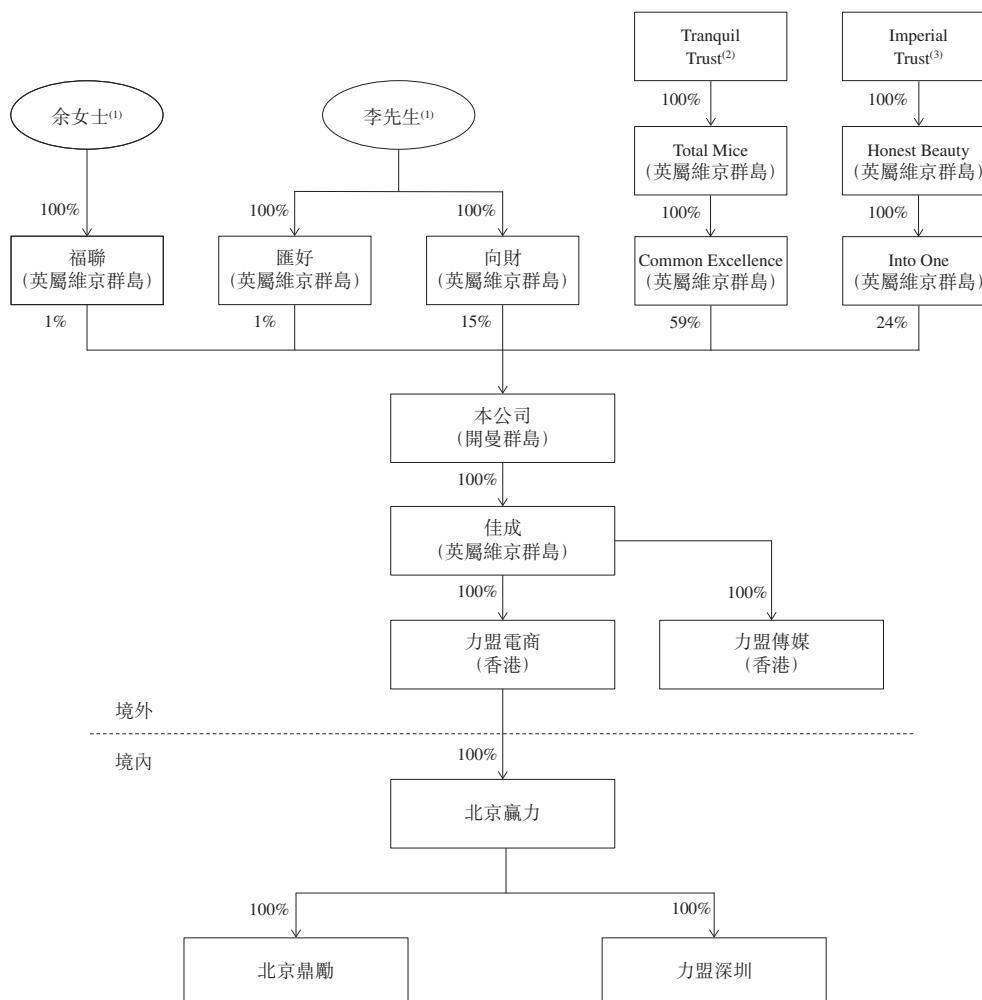 Tranquil
Trust(2)
Imperial
Trust(3)
100%
100%
余女士(1)
李先生(1)
Total Mice
(英屬維京群島)
Honest Beauty
(英屬維京群島)
100%
100%
100%
100%
100%
福聯
(英屬維京群島)
匯好
(英屬維京群島)
向財
(英屬維京群島)
Common Excellence
(英屬維京群島)
Into One
(英屬維京群島)
1%
1%
15%
59%
24%
本公司
(開曼群島)
100%
佳成
(英屬維京群島)
100%
100%
力盟電商
(香港)
力盟傳媒
(香港)
境外
境內
100%
北京贏力
100%
100%
北京鼎勵
力盟深圳